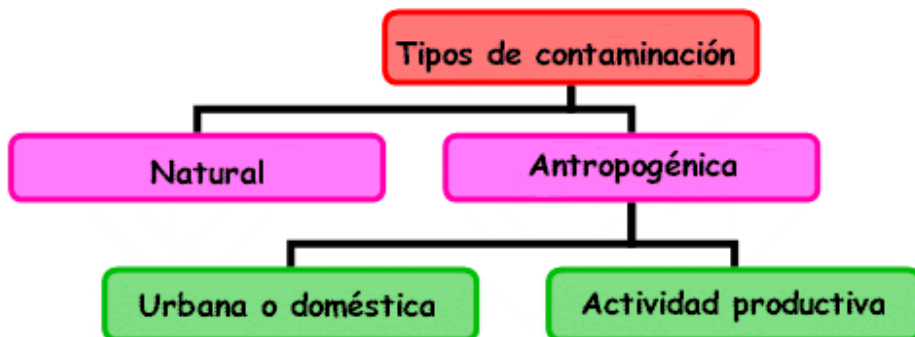 Tipos de contaminación
Natural
Antropogénica
Urbana o doméstica
Actividad productiva